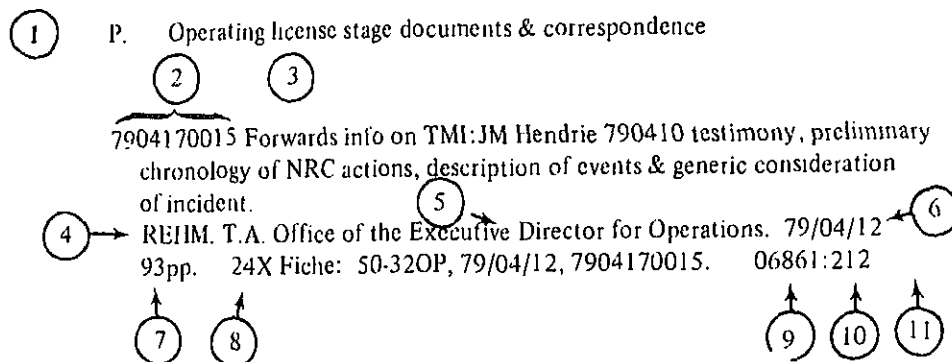 1 P. Operating license stage documents & correspondence
2 3
7904170015 Forwards info on TMI:JM Hendrie 790410 testimony, preliminary
chronology of NRC actions, description of events & generic consideration
of incident.
5 6
4 REHM. T.A. Office of the Executive Director for Operations. 79/04/12
93pp. 24X Fiche: 50-320P, 79/04/12, 7904170015. 06861:212
7 8 9 10 11